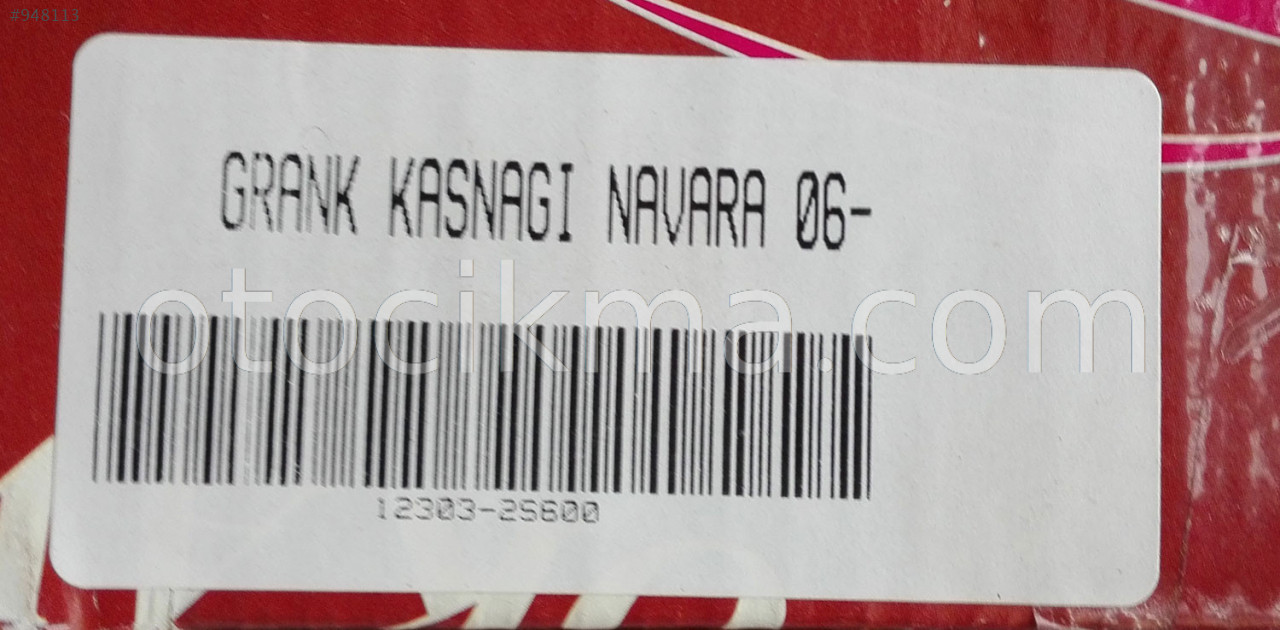 #948113
GRANK KASNAGI NAVARA 06-
otocikma.com
12303-2S600